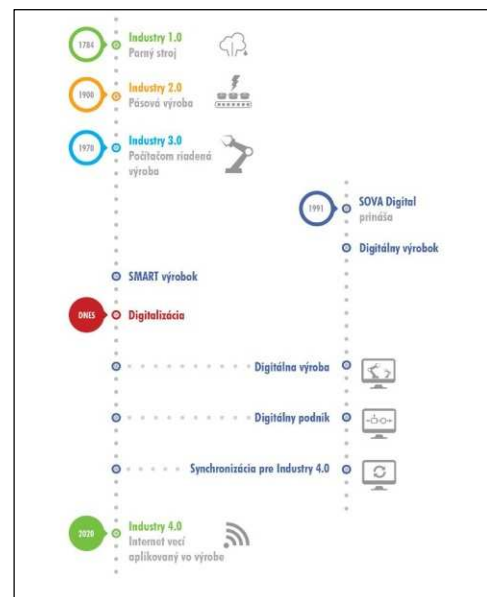 1784
Industry 1.0
Parný stroj
1900
Industry 2.0
Pásová výroba
1970
Industry 3.0
Počítačom riadená
výroba
1991
SOVA Digital
prináša
Digitálny výrobok
SMART výrobok
DNES
Digitalizácia
Digitálna výroba
Digitálny podnik
Synchronizácia pre Industry 4.0
2020
Industry 4.0
Internet vecí
aplikovaný vo výrobe